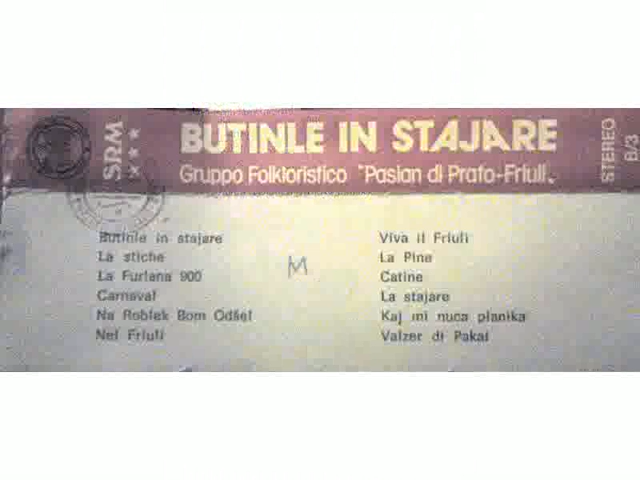 SRM
★★★
BUTINLE IN STAJARE
Gruppo Folkloristico "Pasian di Prato-Friuli"
STEREO
Butinle in stajare
La stiche
La Furlana 900
Carnaval
Na Roblek Bom Odšel
Nel Friuli
M
Viva il Friuli
La Pine
Catine
La stajare
Kaj mi nuca planika
Valzer di Pakai